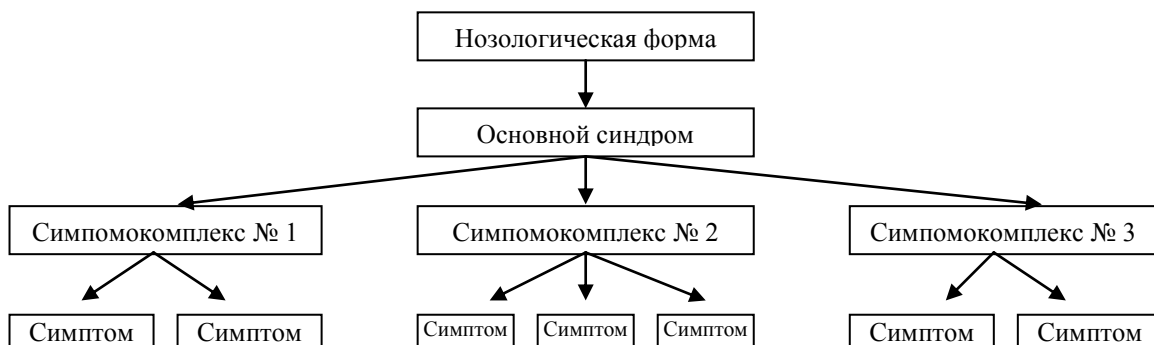 Нозологическая форма
Основной синдром
Симпомокомплекс № 1
Симпомокомплекс № 2
Симпомокомплекс № 3
Симптом
Симптом
Симптом
Симптом
Симптом
Симптом
Симптом